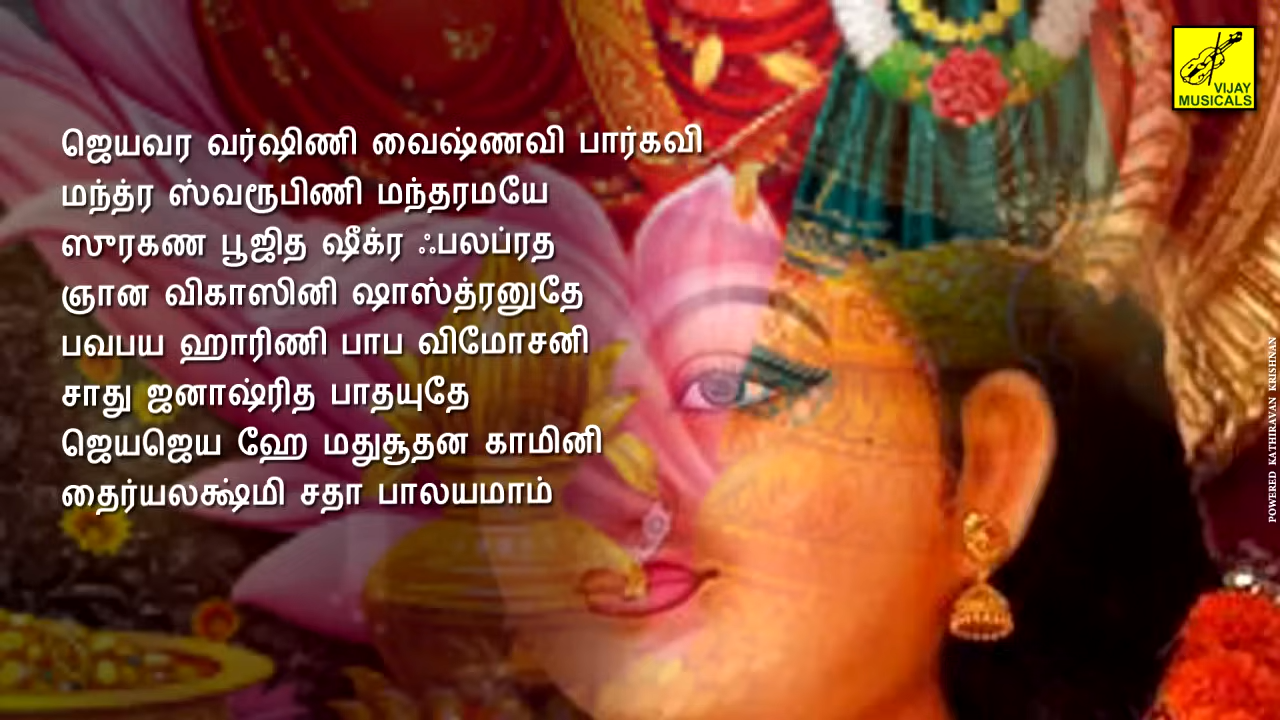 ஜெயவர வர்ஷிணி வைஷ்ணவி பார்கவி
மந்த்ர ஸ்வரூபிணி மந்தரமயே
ஸுரகண பூஜித ஷீக்ர ஃபலப்ரத
ஞான விகாஸினி ஷாஸ்த்ரனுதே
பவபய ஹாரிணி பாப விமோசனி
சாது ஜனாஷ்ரித பாதயுதே
ஜெயஜெய ஹே மதுசூதன காமினி
தைர்யலக்ஷ்மி சதா பாலயமாம்
VIJAY
MUSICALS
POWERED KATHIRAVAN KRISHNAN